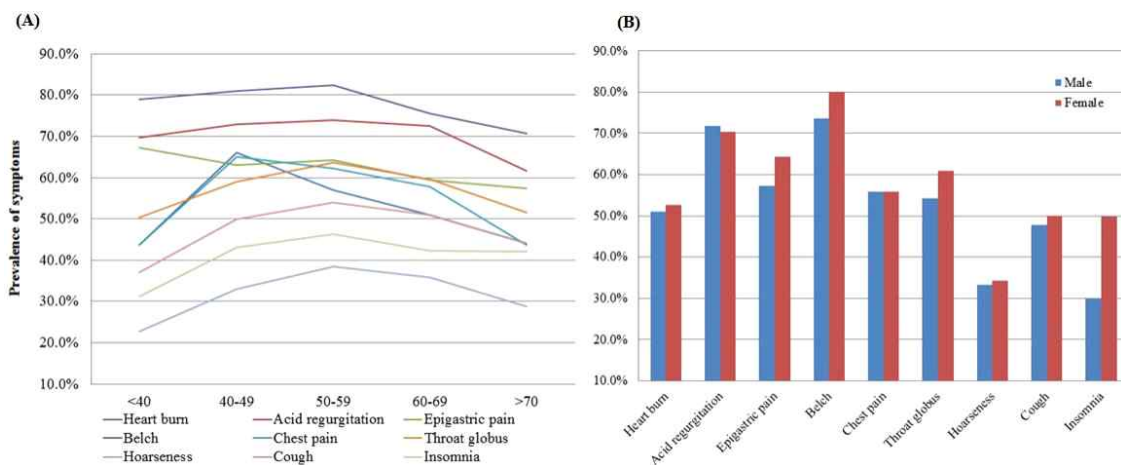 (A)
90.0%
80.0%
70.0%
60.0%
50.0%
40.0%
30.0%
20.0%
10.0%
Prevalence of symptoms
<40 40-49 50-59 60-69 >70
Heart burn Acid regurgitation Epigastric pain
Belch Chest pain Throat globus
Hoarseness Cough Insomnia
(B)
90.0%
80.0%
70.0%
60.0%
50.0%
40.0%
30.0%
20.0%
10.0%
Male
Female
Heart burn
Acid regurgitation
Epigastric pain
Belch
Chest pain
Throat globus
Hoarseness
Cough
Insomnia